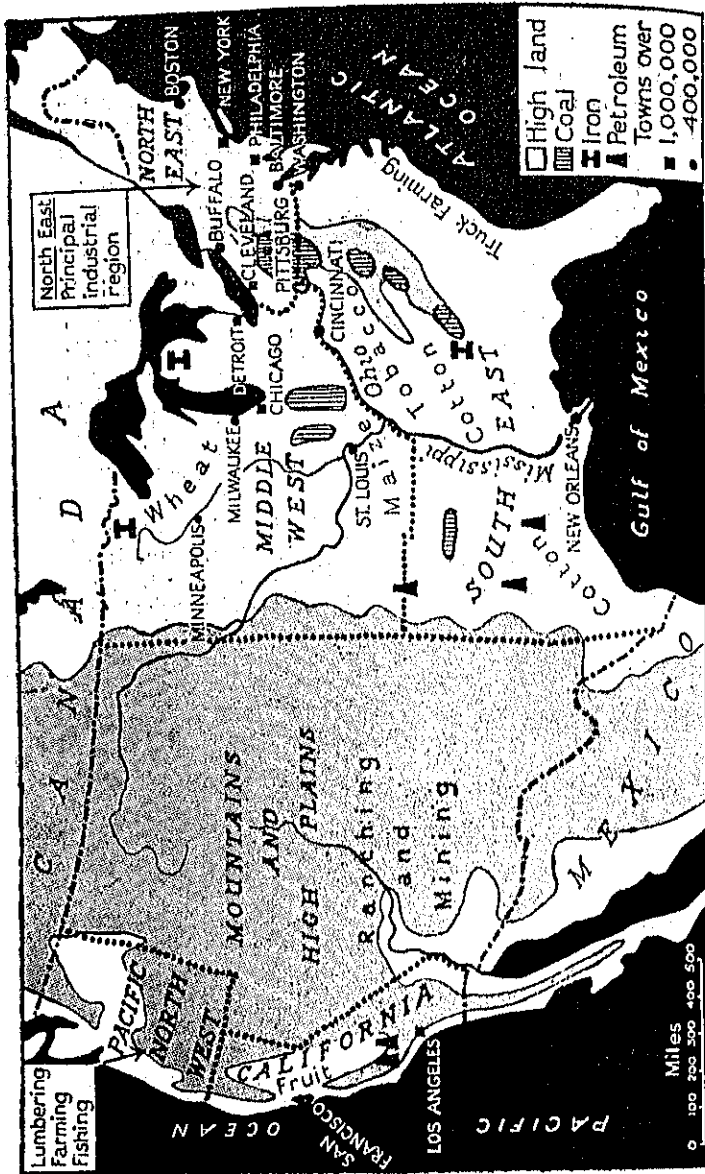 Lumbering
Farming
Fishing
PACIFIC
NORTH
WEST
CANADA
MOUNTAINS
AND
HIGH PLAINS
Ranching
and
Mining
CALIFORNIA
Fruit
SAN
FRANCISCO
LOS ANGELES
PACIFIC OCEAN
MEXICO
Miles
0 100 200 300 400 500
MINNEAPOLIS
Wheat
MILWAUKEE
CHICAGO
DETROIT
MIDDLE
WEST
ST. LOUIS
Maize
Ohio
Mississippi
SOUTH
Cotton
NEW ORLEANS
Gulf of Mexico
Tobacco
Cotton
EAST
CINCINNATI
North East
Principal
industrial
region
NORTH
EAST
BUFFALO
CLEVELAND
PITTSBURG
BOSTON
NEW YORK
PHILADELPHIA
BALTIMORE
WASHINGTON
Truck Farming
ATLANTIC
OCEAN
High land
Coal
Iron
Petroleum
Towns over
1,000,000
400,000